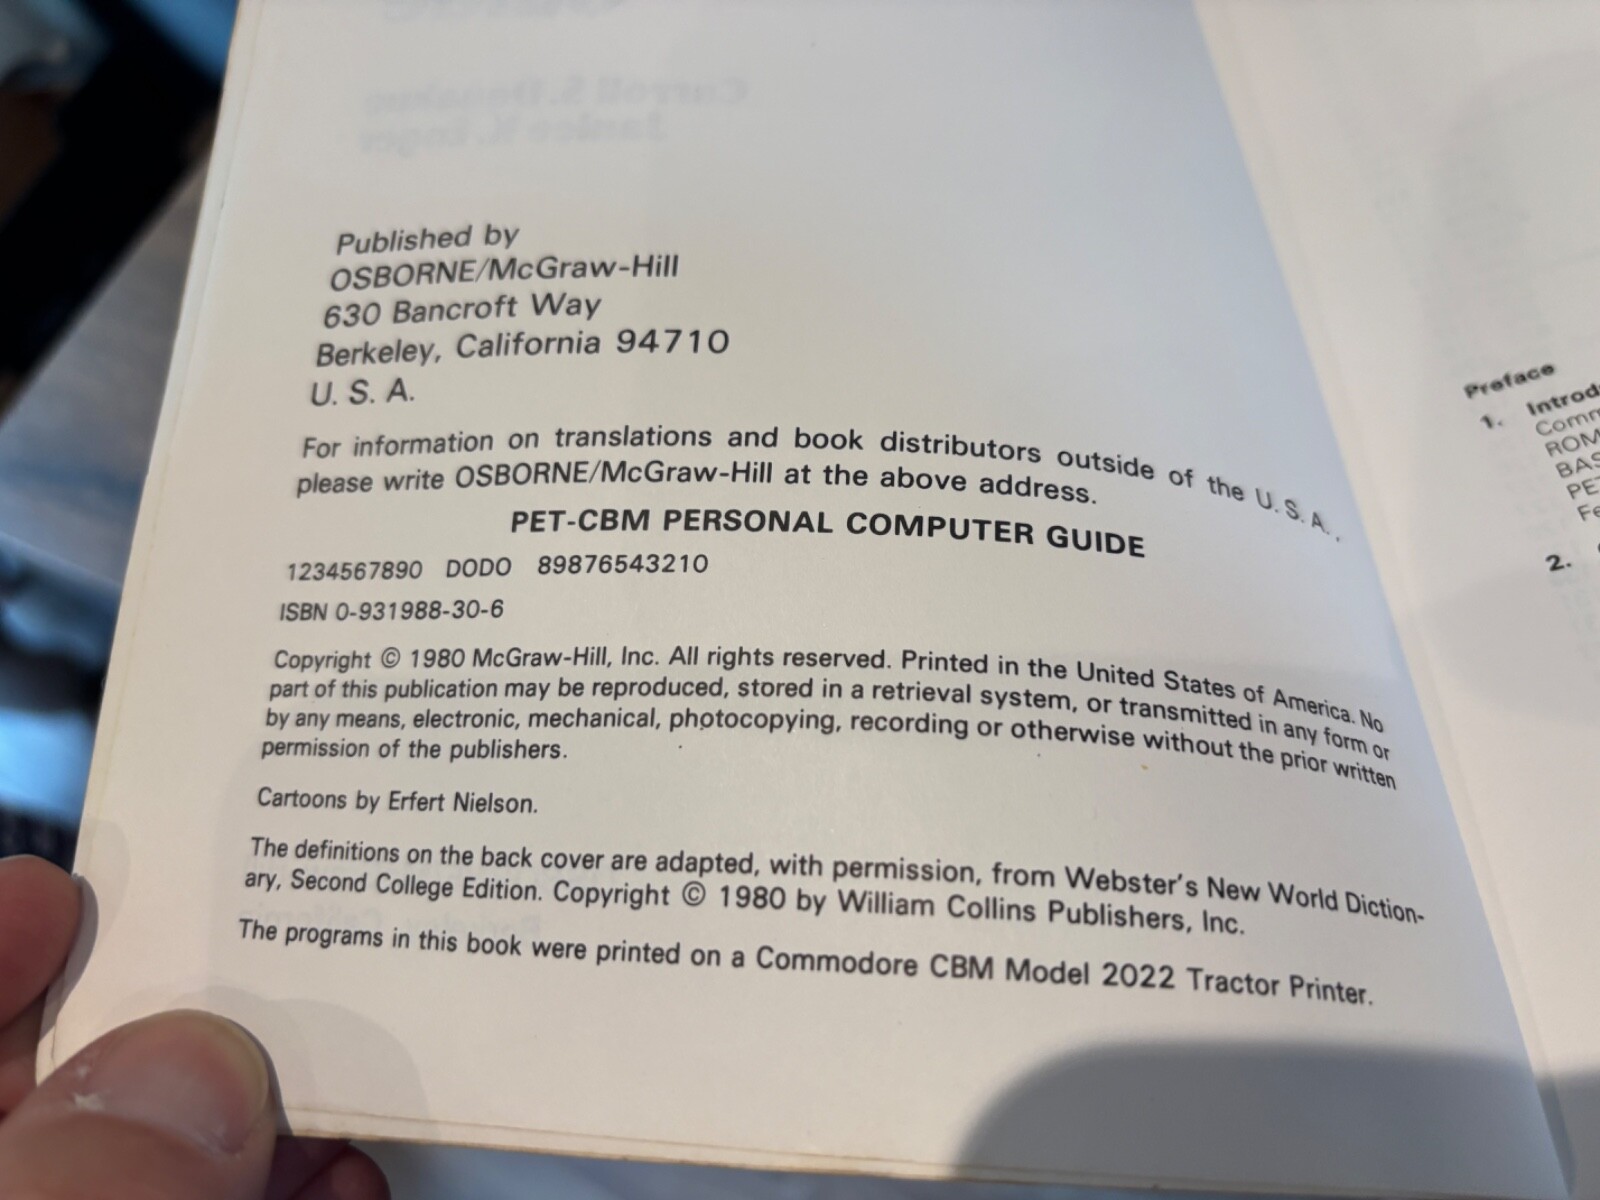 Published by
OSBORNE/McGraw-Hill
630 Bancroft Way
Berkeley, California 94710
U. S. A.
For information on translations and book distributors outside of the U. S. A.,
please write OSBORNE/McGraw-Hill at the above address.
PET-CBM PERSONAL COMPUTER GUIDE
1234567890 DODO 89876543210
ISBN 0-931988-30-6
Copyright © 1980 McGraw-Hill, Inc. All rights reserved. Printed in the United States of America. No
part of this publication may be reproduced, stored in a retrieval system, or transmitted in any form or
by any means, electronic, mechanical, photocopying, recording or otherwise without the prior written
permission of the publishers.
Cartoons by Erfert Nielson.
The definitions on the back cover are adapted, with permission, from Webster's New World Diction-
ary, Second College Edition. Copyright © 1980 by William Collins Publishers, Inc.
The programs in this book were printed on a Commodore CBM Model 2022 Tractor Printer.
Preface
1. Introd
Comm
ROM
BAS
PET
Fe
2.